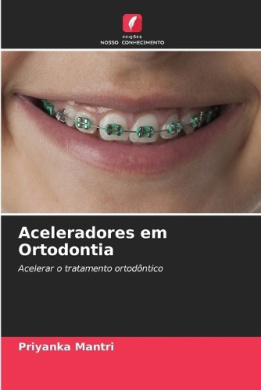 edições
NOSSO CONHECIMENTO
Aceleradores em
Ortodontia
Acelerar o tratamento ortodôntico
Priyanka Mantri